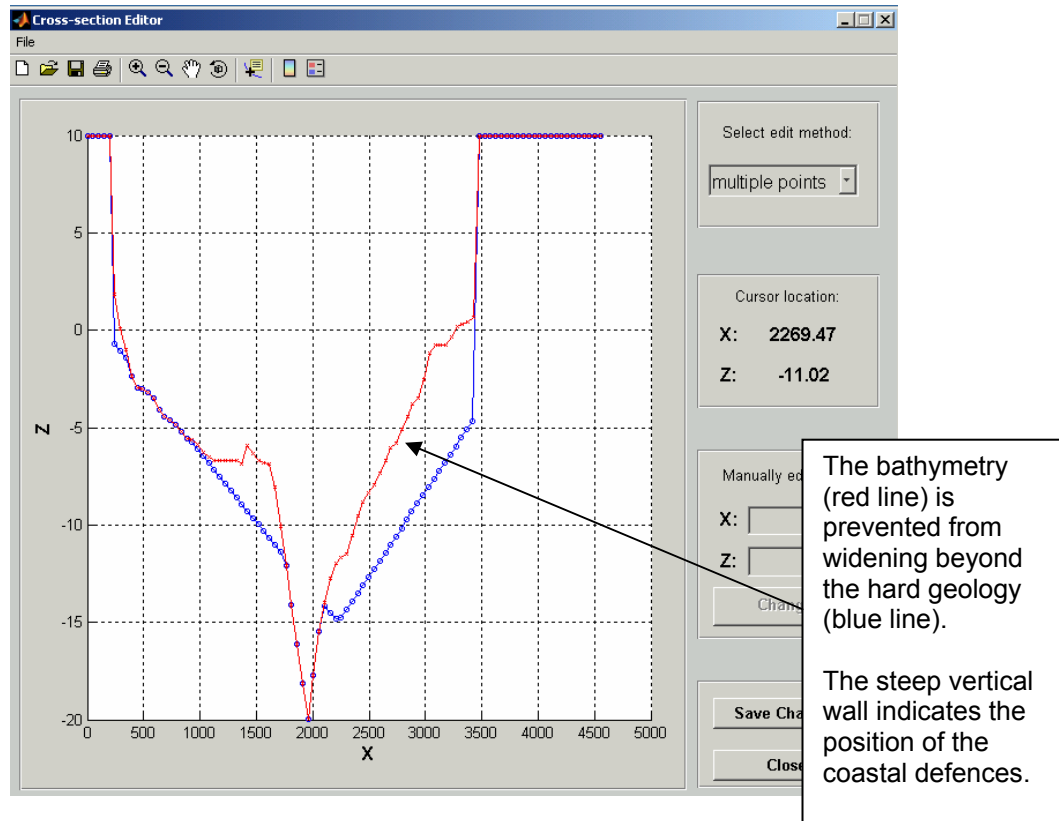 Cross-section Editor
File
10
5
0
-5
-10
-15
-20
Z
0 500 1000 1500 2000 2500 3000 3500 4000 4500 5000
X
Select edit method:
multiple points
Cursor location:
X: 2269.47
Z: -11.02
Manually ed
X:
Z:
Chang
Save Cha
Close
The bathymetry
(red line) is
prevented from
widening beyond
the hard geology
(blue line).
The steep vertical
wall indicates the
position of the
coastal defences.